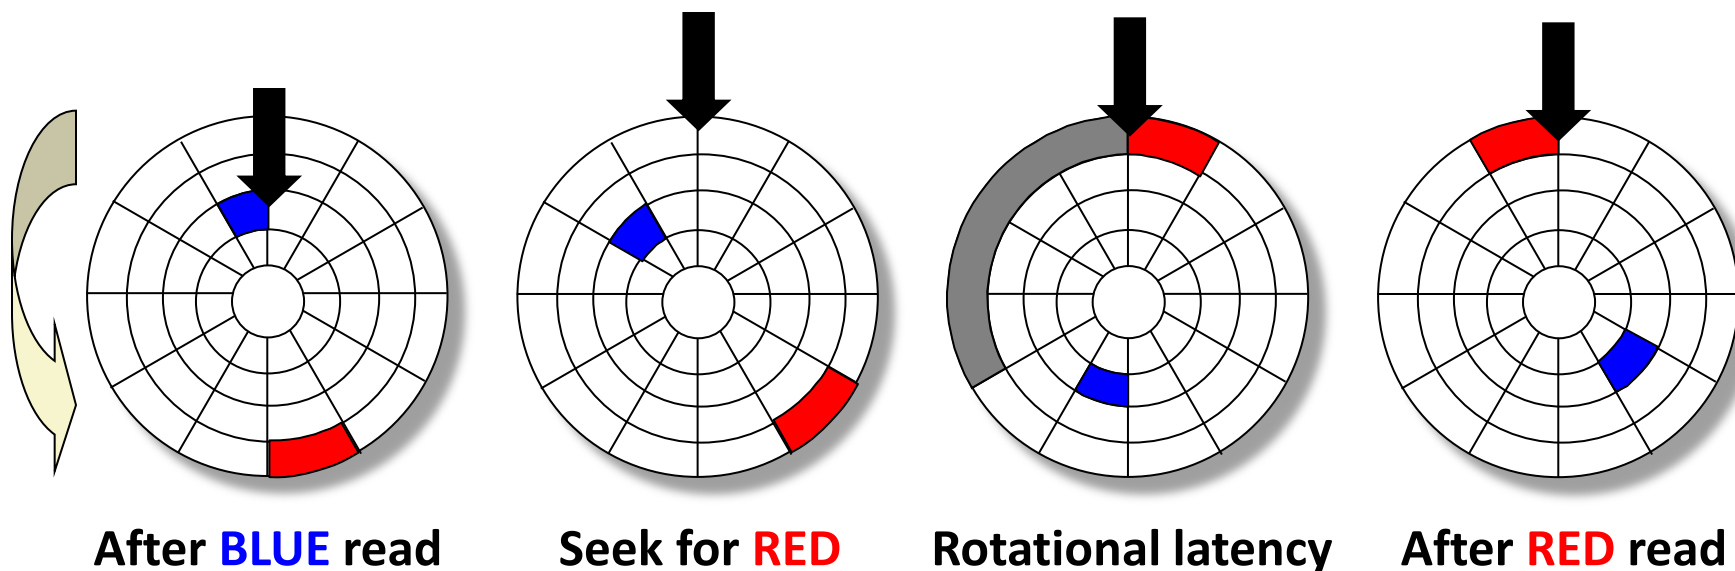 After BLUE read
Seek for RED
Rotational latency
After RED read